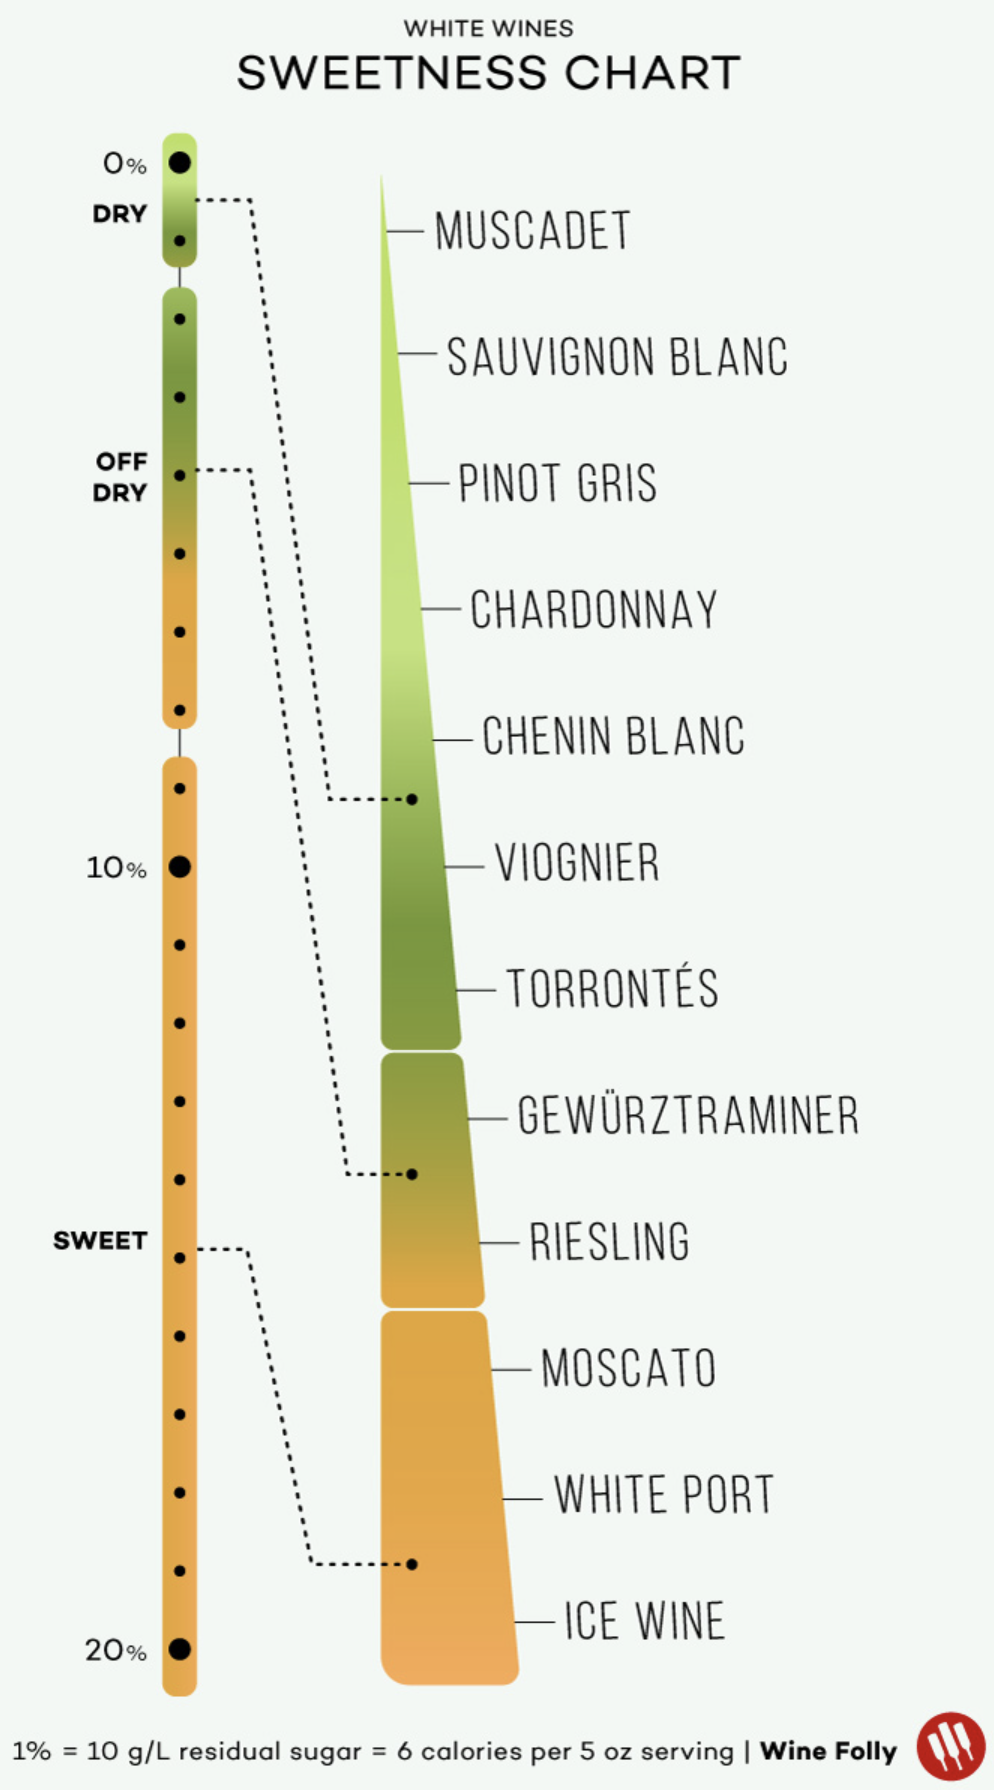 WHITE WINES
SWEETNESS CHART
0%
DRY
OFF
DRY
10%
SWEET
20%
MUSCADET
SAUVIGNON BLANC
PINOT GRIS
CHARDONNAY
CHENIN BLANC
VIOGNIER
TORRONTÉS
GEWÜRZTRAMINER
RIESLING
MOSCATO
WHITE PORT
ICE WINE
1% = 10 g/L residual sugar = 6 calories per 5 oz serving | Wine Folly